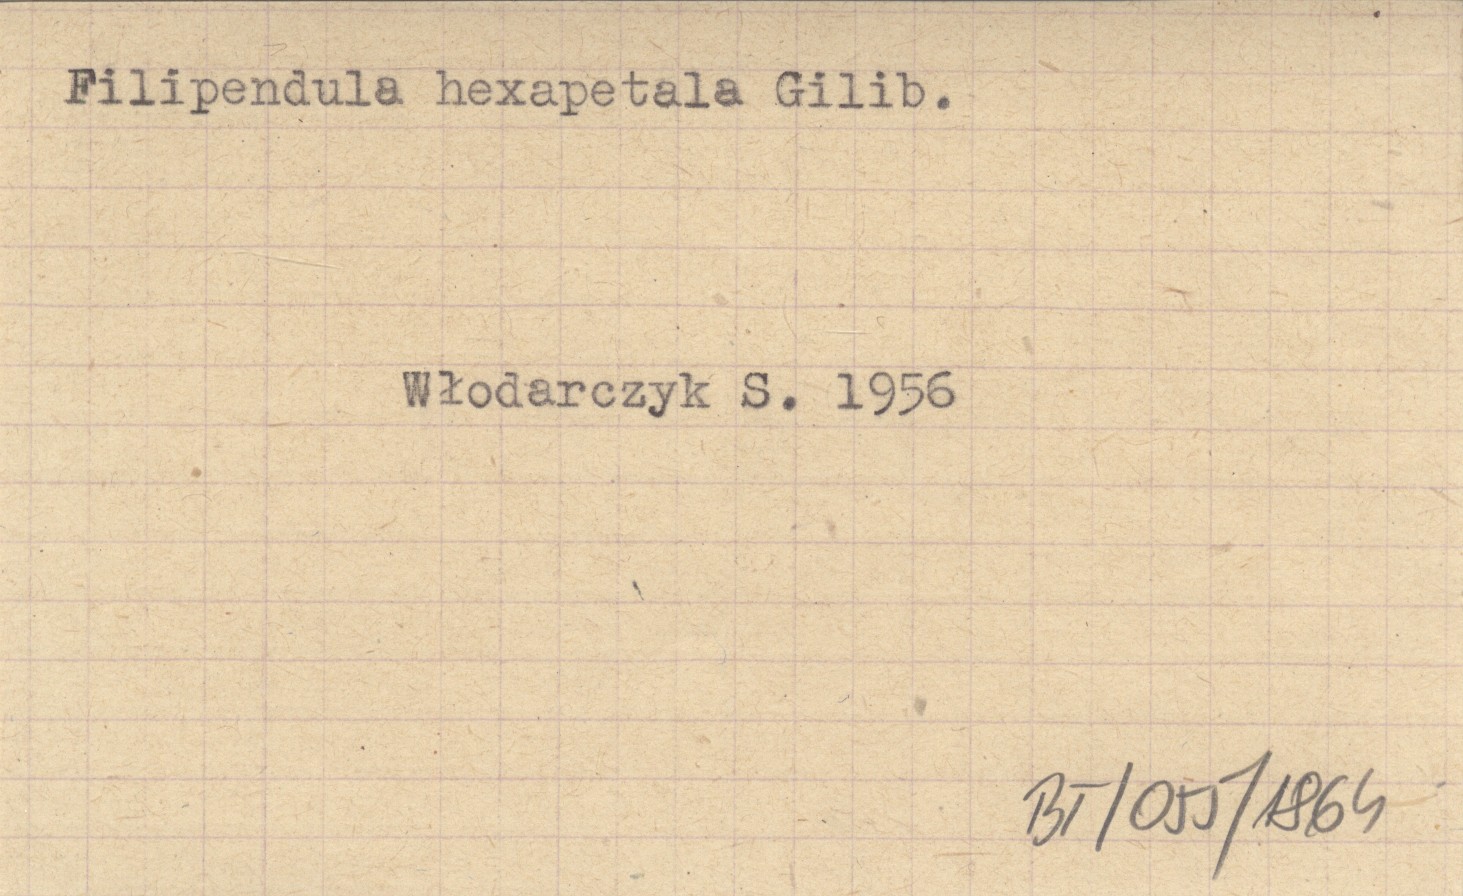 Filipendula hexapetala Gilib.
Włodarczyk S. 1956
BT/055/1864